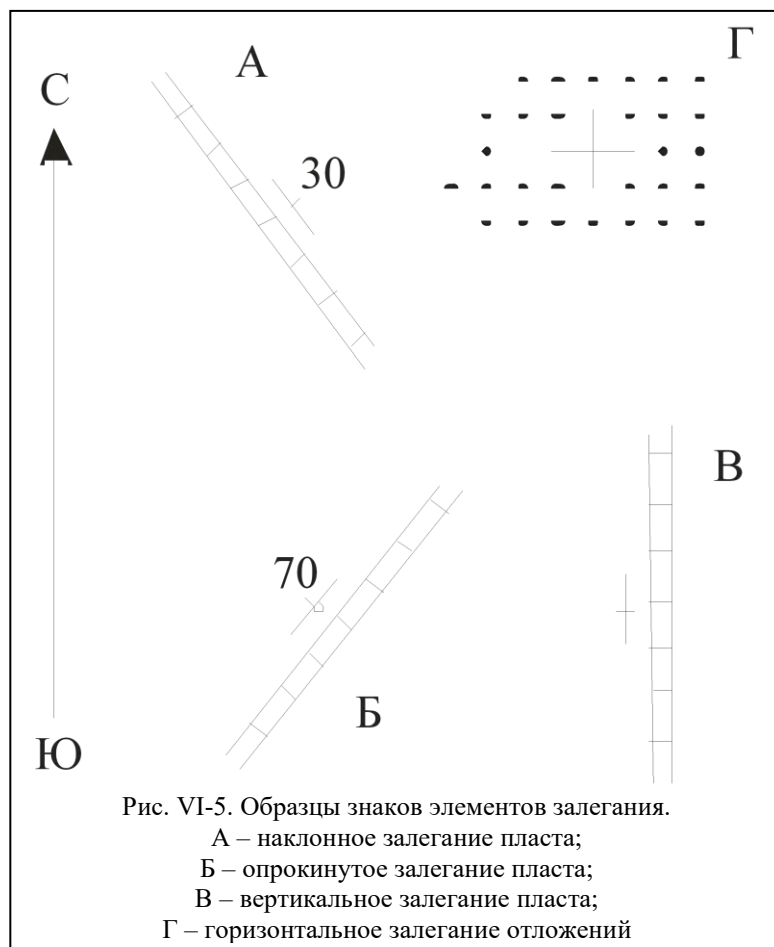 А
Г
С
30
В
70
Б
Ю
Рис. VI-5. Образцы знаков элементов залегания.
А – наклонное залегание пласта;
Б – опрокинутое залегание пласта;
В – вертикальное залегание пласта;
Г – горизонтальное залегание отложений